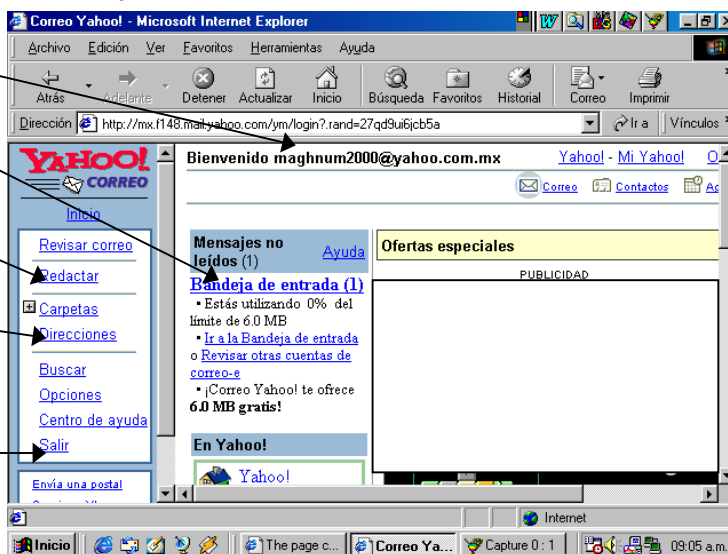 Correo Yahoo! - Microsoft Internet Explorer
Archivo Edición Ver Favoritos Herramientas Ayuda
Atrás Adelante Detener Actualizar Inicio Búsqueda Favoritos Historial Correo Imprimir
Dirección http://mx.f148.mail.yahoo.com/ym/login?.rand=27qd9ui6jcb5a Ir a Vínculos
YAHOO! CORREO
Inicio
Revisar correo
Redactar
Carpetas
Direcciones
Buscar
Opciones
Centro de ayuda
Salir
Envía una postal
Bienvenido maghnum2000@yahoo.com.mx Yahoo! - Mi Yahoo!
Correo Contactos
Mensajes no leídos (1) Ayuda
Bandeja de entrada (1)
▪ Estás utilizando 0% del
límite de 6.0 MB
▪ Ir a la Bandeja de entrada
o Revisar otras cuentas de
correo-e
▪ ¡Correo Yahoo! te ofrece
6.0 MB gratis!
En Yahoo!
Yahoo!
Ofertas especiales
PUBLICIDAD
Internet
Inicio The page c... Correo Ya... Capture 0 : 1 09:05 a.m.